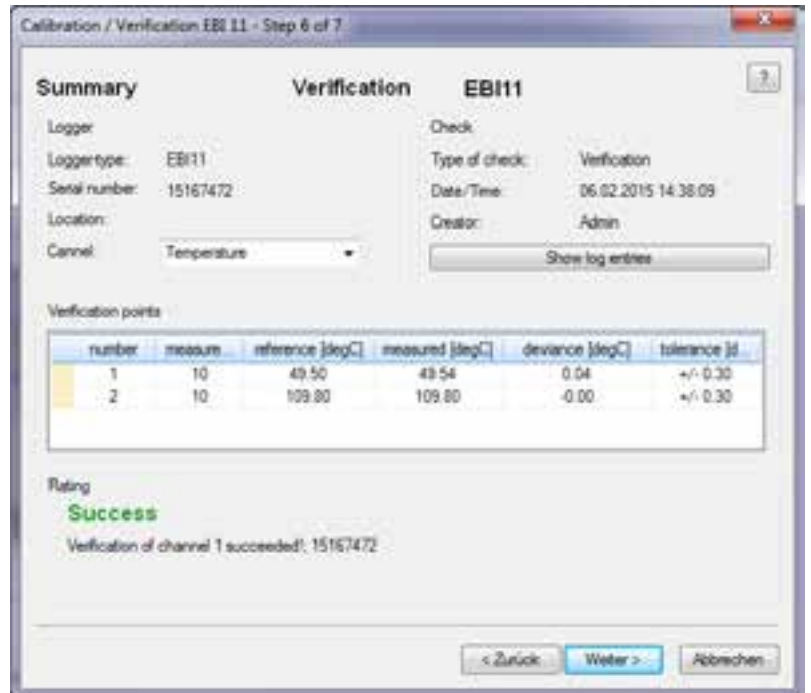 Calibration / Verification EBI 11 - Step 6 of 7
Summary Verification EBI11 ?
Logger Check
Loggertype: EBI11 Type of check: Verification
Serial number: 15167472 Date/Time: 06.02.2015 14:38:09
Location: Creator: Admin
Cannel: Temperature Show log entries
Verification points
number measure... reference [degC] measured [degC] deviance [degC] tolerance [d...
1 10 49.50 49.54 0.04 +/- 0.30
2 10 109.80 109.80 -0.00 +/- 0.30
Rating
Success
Verification of channel 1 succeeded!; 15167472
< Zurück Weiter > Abbrechen